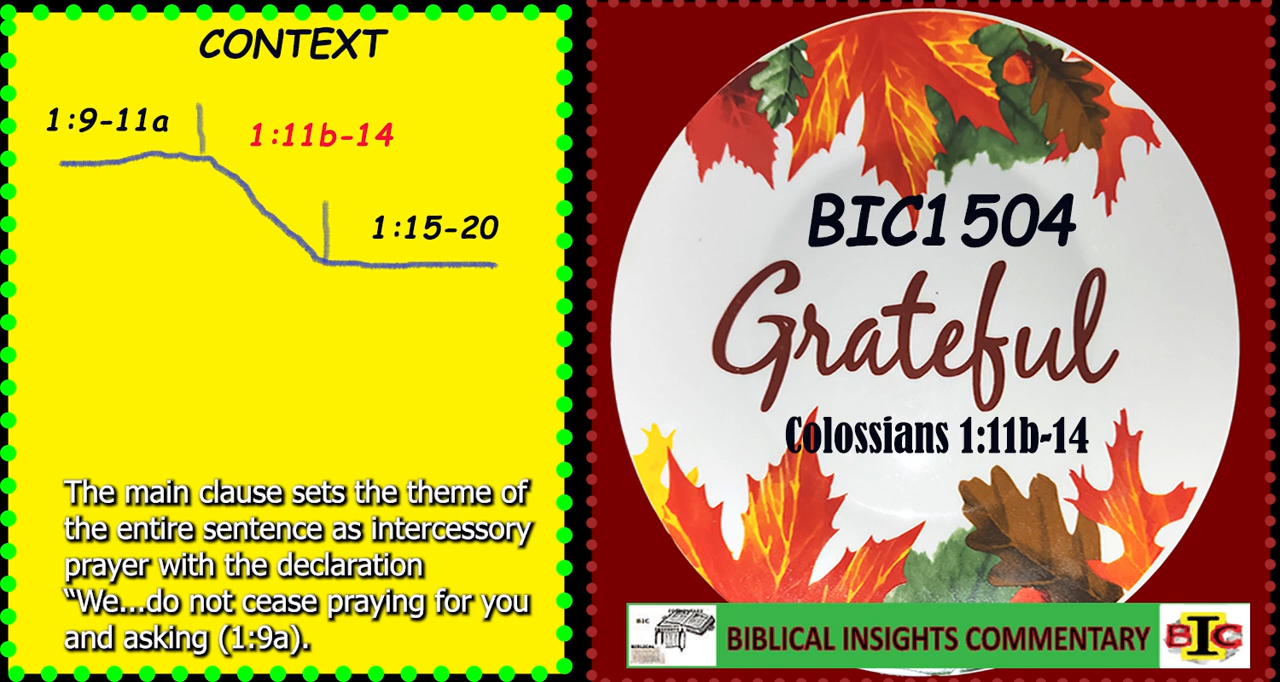 CONTEXT
1:9-11a
1:11b-14
1:15-20
The main clause sets the theme of
the entire sentence as intercessory
prayer with the declaration
“We...do not cease praying for you
and asking (1:9a).
BIC1504
Grateful
Colossians 1:11b-14
BIC
BIBLICAL INSIGHTS COMMENTARY
BIC